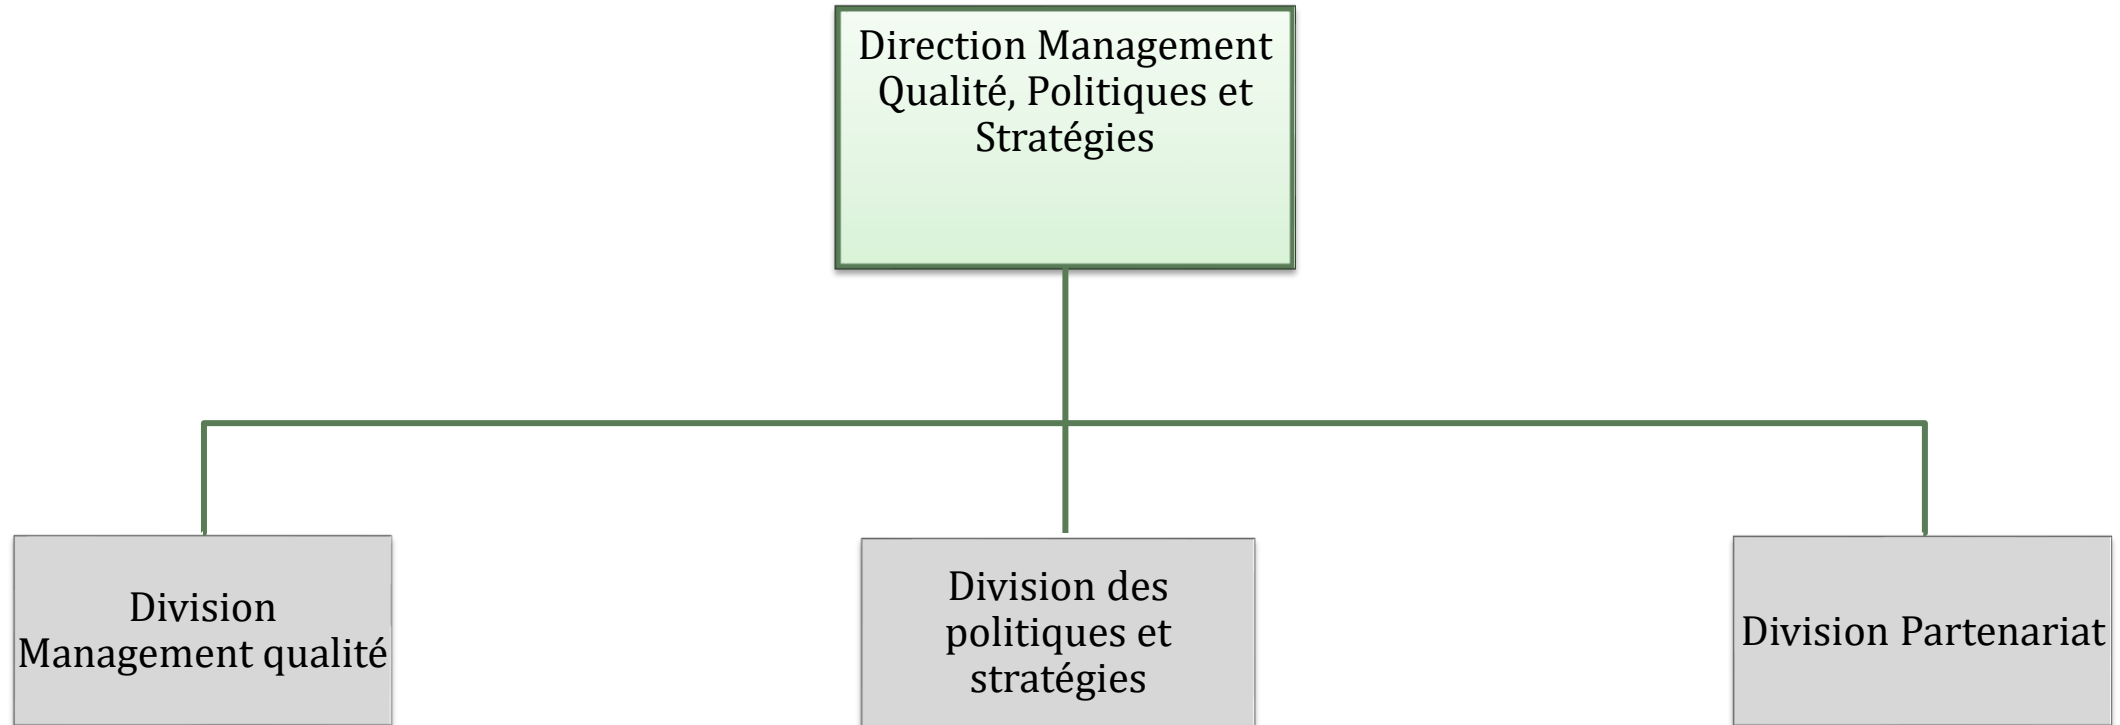 Direction Management
Qualité, Politiques et
Stratégies
Division
Management qualité
Division des
politiques et
stratégies
Division Partenariat